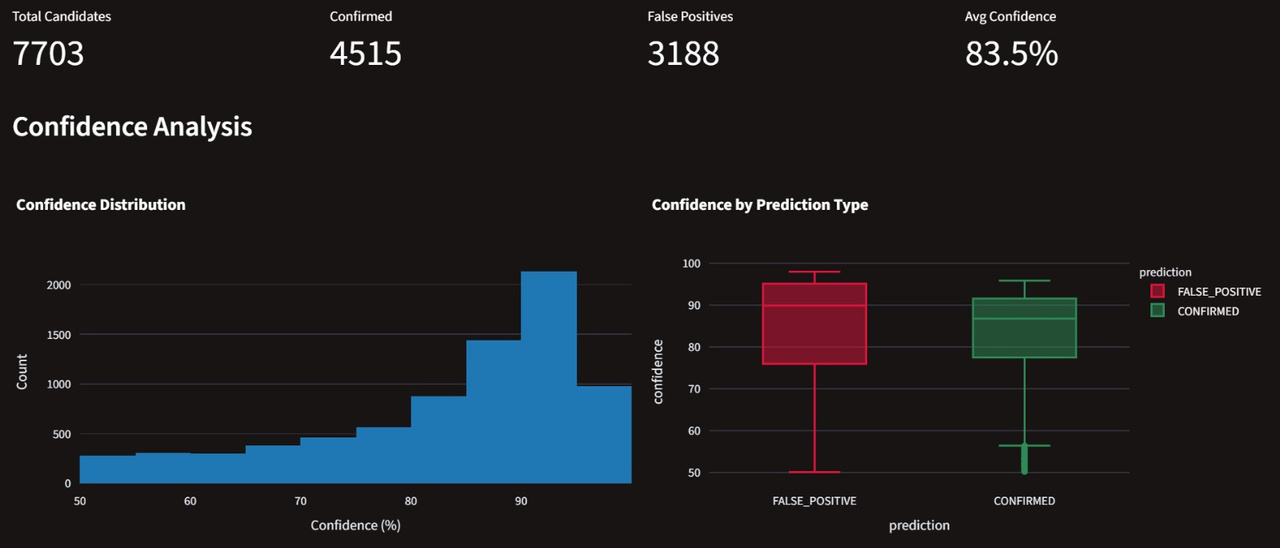 Total Candidates
7703
Confirmed
4515
False Positives
3188
Avg Confidence
83.5%
Confidence Analysis
Confidence Distribution
2000
1500
1000
500
0
Count
50 60 70 80 90
Confidence (%)
Confidence by Prediction Type
100
90
80
70
60
50
confidence
FALSE_POSITIVE CONFIRMED
prediction
prediction
FALSE_POSITIVE
CONFIRMED